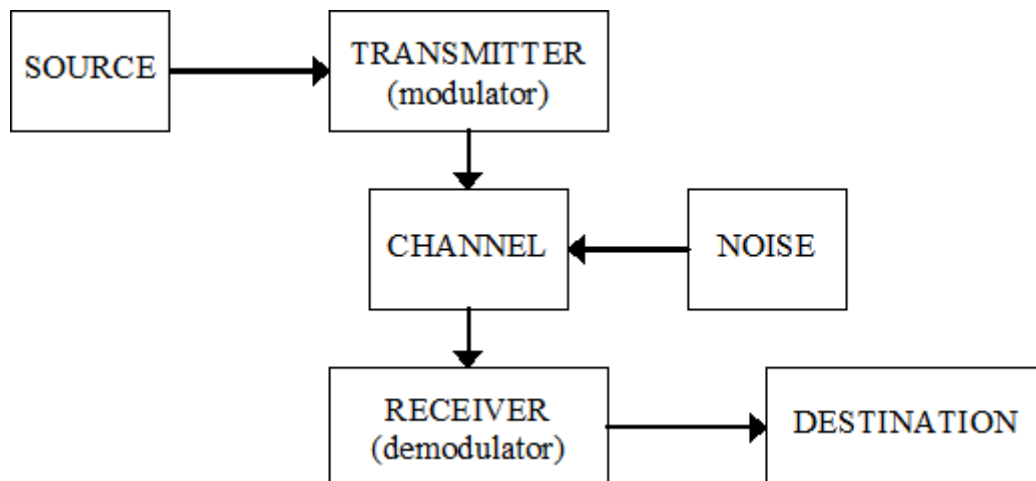 SOURCE
TRANSMITTER
(modulator)
CHANNEL
NOISE
RECEIVER
(demodulator)
DESTINATION